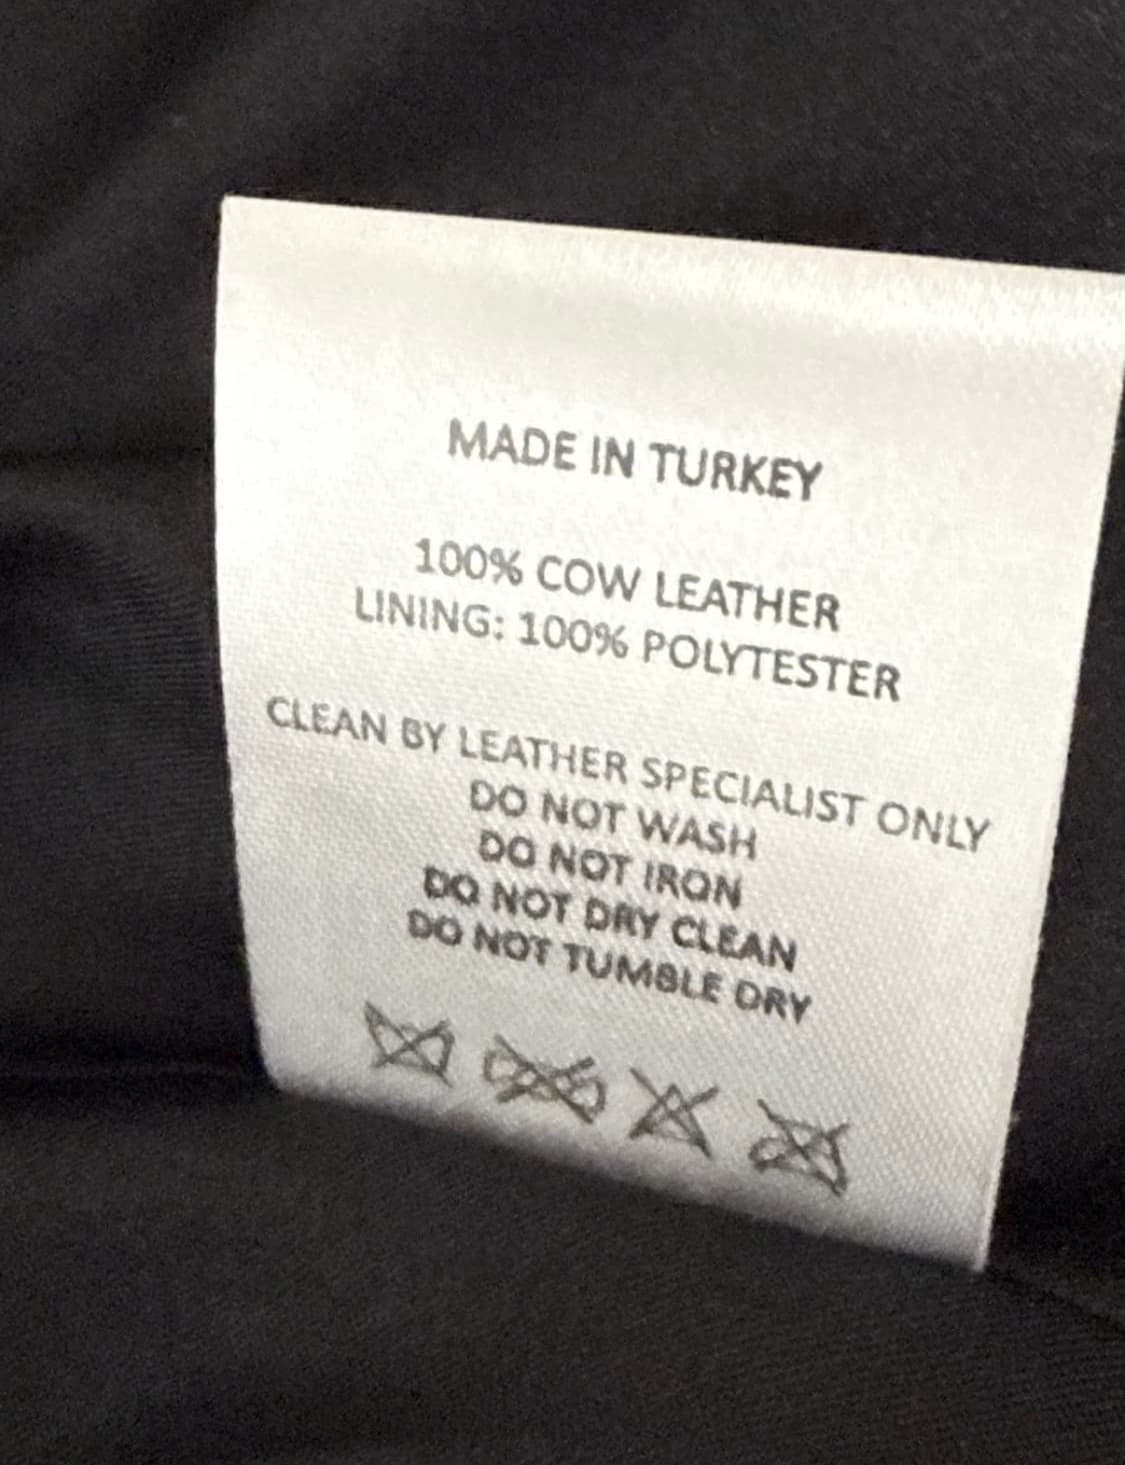 MADE IN TURKEY
100% COW LEATHER
LINING: 100% POLYTESTER
CLEAN BY LEATHER SPECIALIST ONLY
DO NOT WASH
DO NOT IRON
DO NOT DRY CLEAN
DO NOT TUMBLE DRY